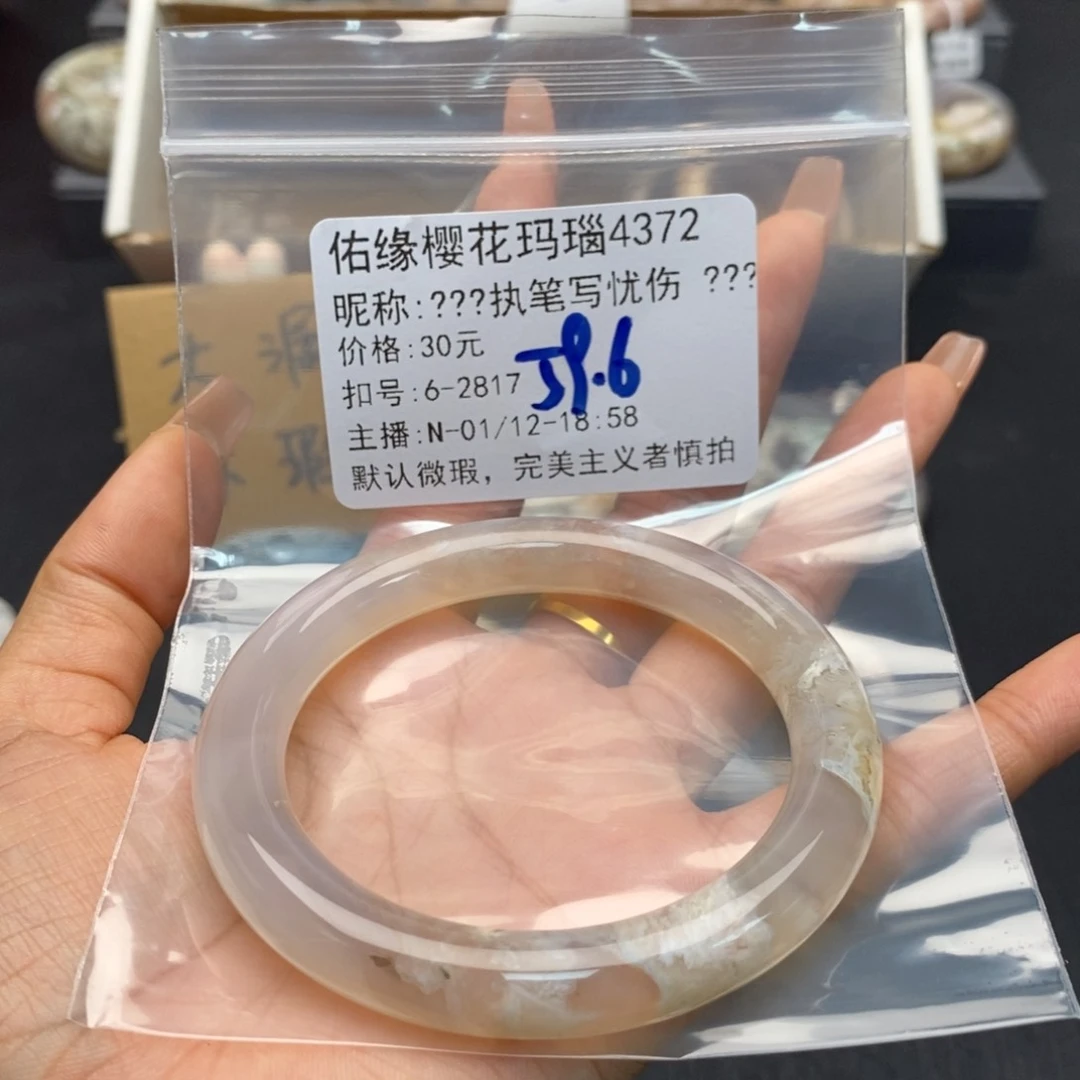 佑缘樱花玛瑙4372
昵称:???执笔写忧伤 ???
价格:30元
扣号:6-2817
59.6
主播:N-01/12-18:58
默认微瑕，完美主义者慎拍